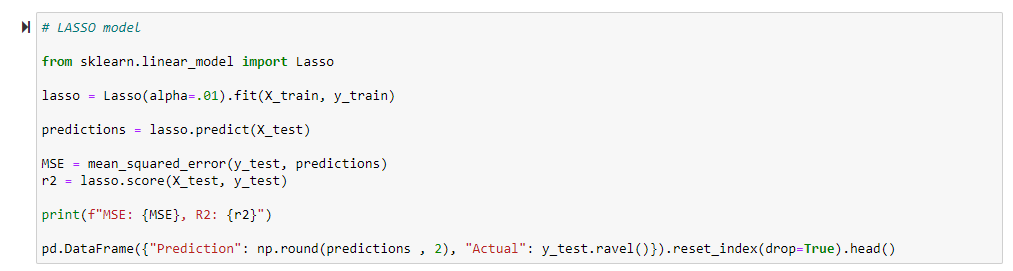 # LASSO model
from sklearn.linear_model import Lasso
lasso = Lasso(alpha=.01).fit(X_train, y_train)
predictions = lasso.predict(X_test)
MSE = mean_squared_error(y_test, predictions)
r2 = lasso.score(X_test, y_test)
print(f"MSE: {MSE}, R2: {r2}")
pd.DataFrame({"Prediction": np.round(predictions , 2), "Actual": y_test.ravel()}).reset_index(drop=True).head()